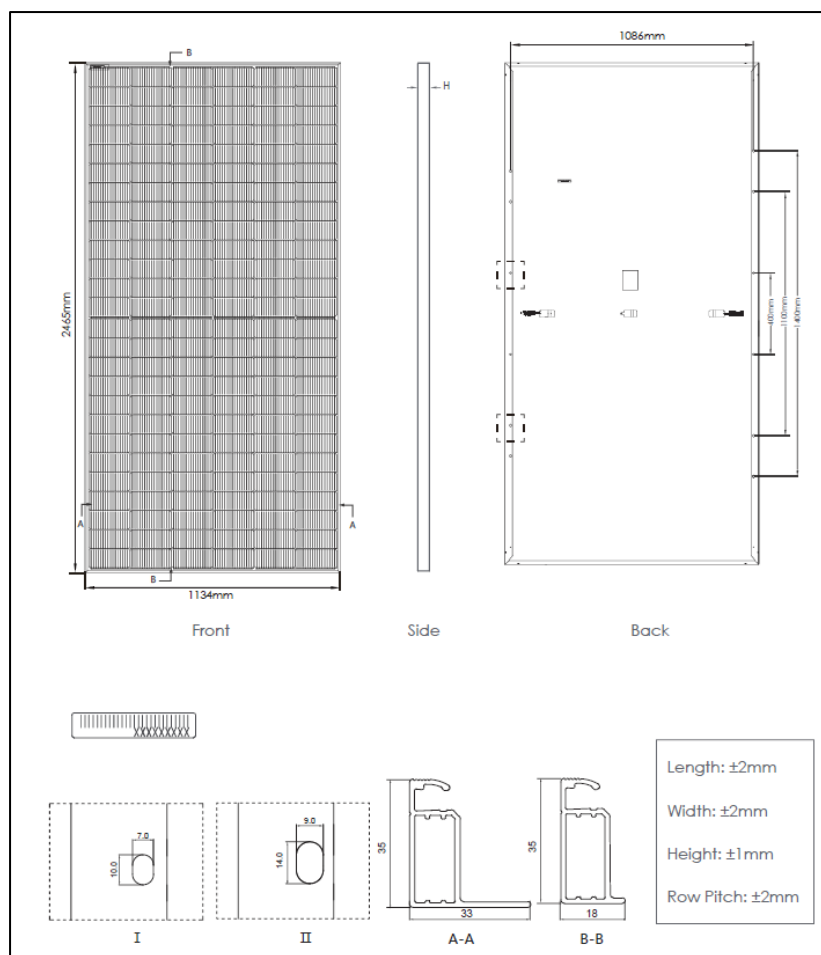 B
1086mm
H
2465mm
400mm
1100mm
1400mm
A
A
B
1134mm
Front
Side
Back
7.0
10.0
I
9.0
14.0
II
35
33
A-A
35
18
B-B
Length: ±2mm
Width: ±2mm
Height: ±1mm
Row Pitch: ±2mm